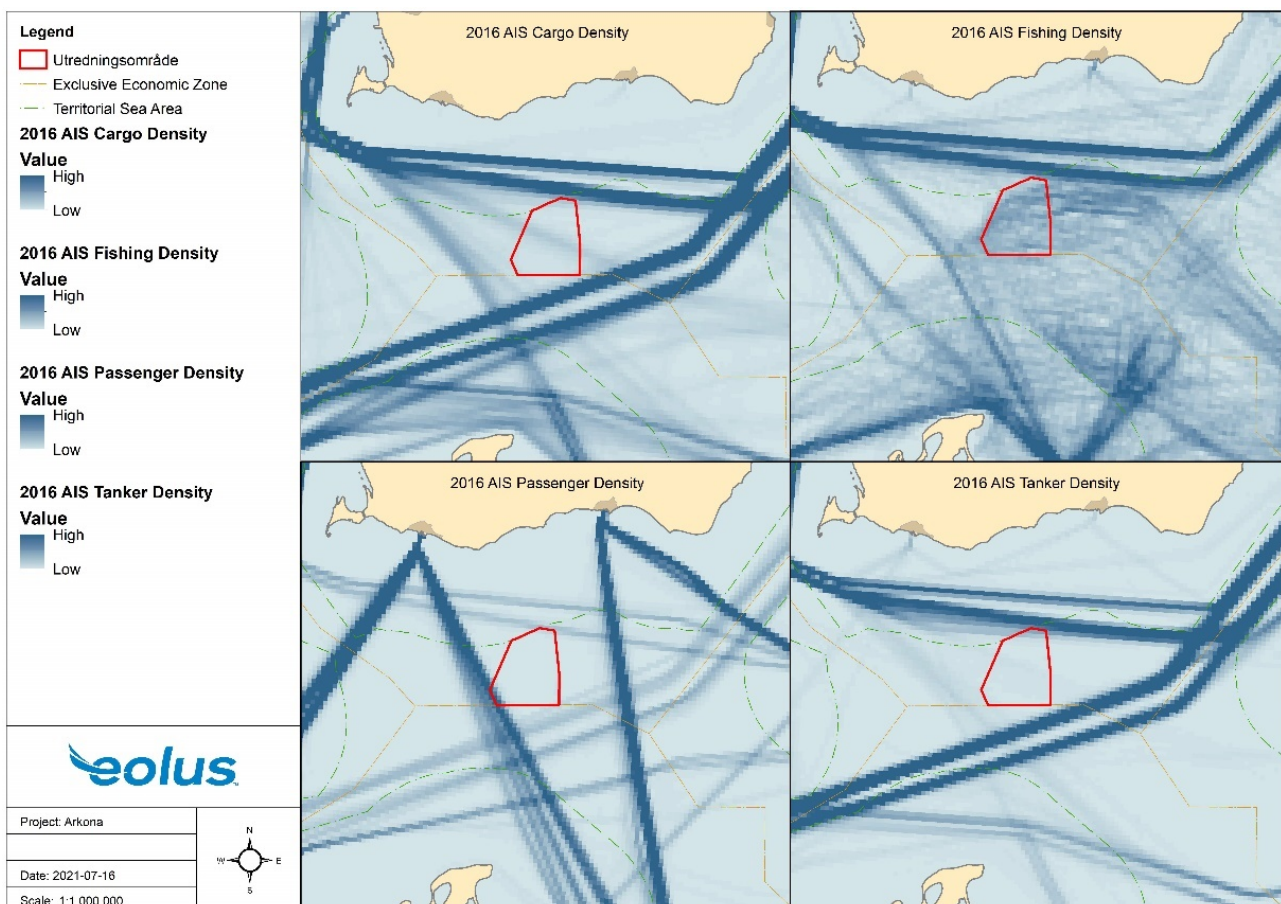 Legend
Utredningsområde
Exclusive Economic Zone
Territorial Sea Area
2016 AIS Cargo Density
Value
High
Low
2016 AIS Fishing Density
Value
High
Low
2016 AIS Passenger Density
Value
High
Low
2016 AIS Tanker Density
Value
High
Low
eolus
Project: Arkona
Date: 2021-07-16
Scale: 1:1 000 000
N
W
E
S
2016 AIS Cargo Density
2016 AIS Fishing Density
2016 AIS Passenger Density
2016 AIS Tanker Density